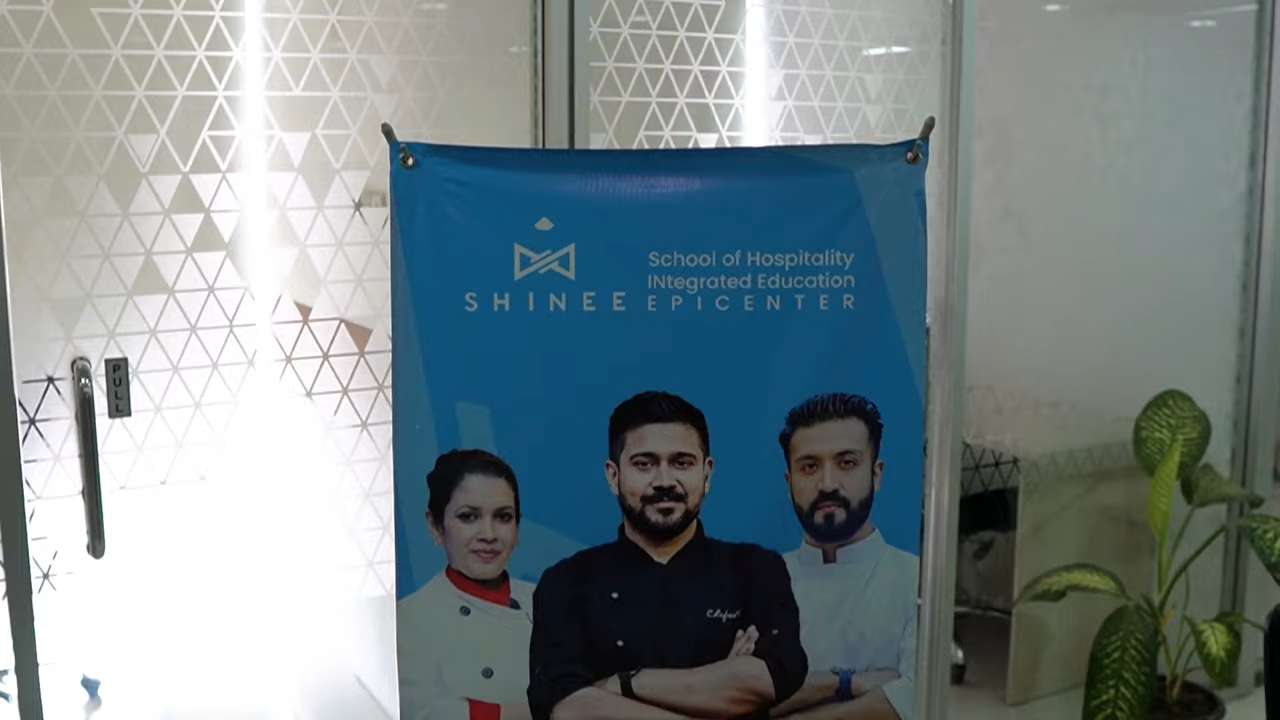 School of Hospitality
INtegrated Education
SHINEE EPICENTER
PULL